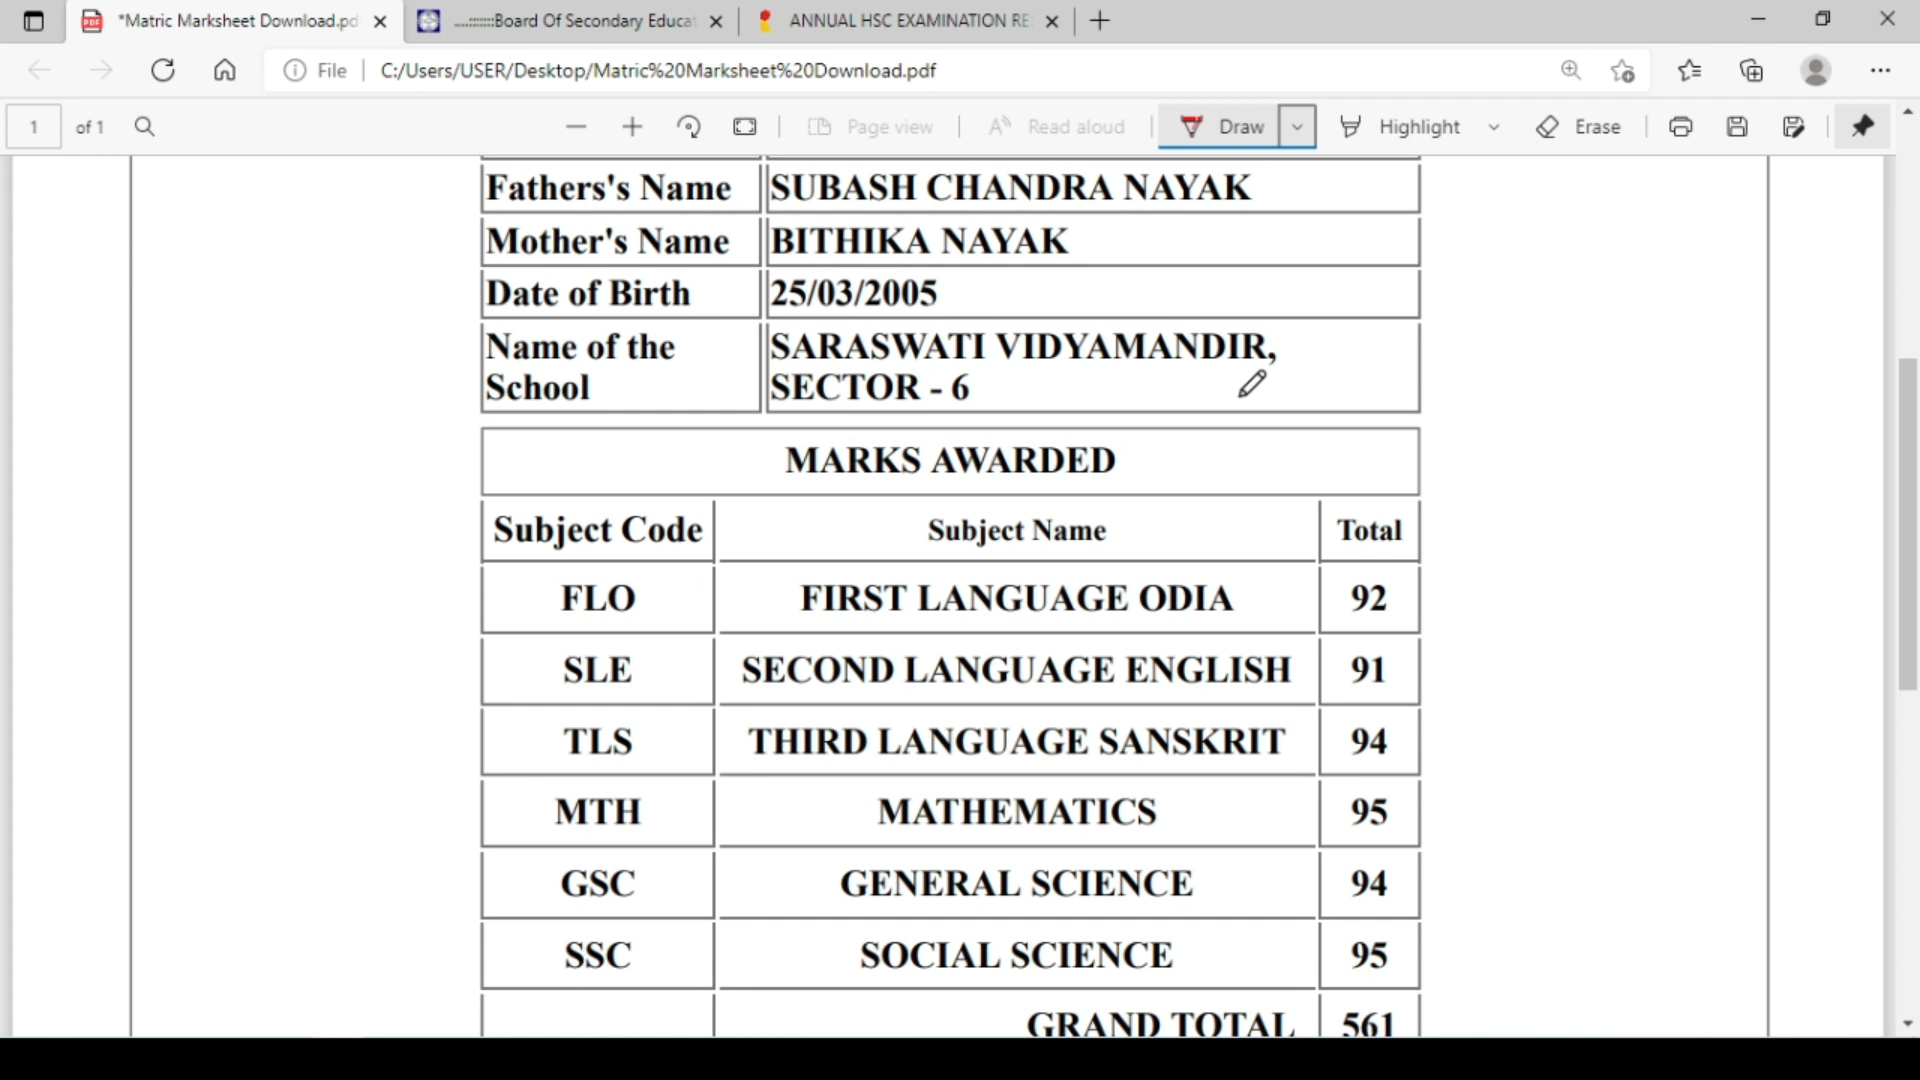 *Matric Marksheet Download.pd
....::::::Board Of Secondary Educat
ANNUAL HSC EXAMINATION RE
File
C:/Users/USER/Desktop/Matric%20Marksheet%20Download.pdf
1 of 1
Page view
Read aloud
Draw
Highlight
Erase
Fathers's Name SUBASH CHANDRA NAYAK
Mother's Name BITHIKA NAYAK
Date of Birth 25/03/2005
Name of the School SARASWATI VIDYAMANDIR,
SECTOR - 6
MARKS AWARDED
Subject Code Subject Name Total
FLO FIRST LANGUAGE ODIA 92
SLE SECOND LANGUAGE ENGLISH 91
TLS THIRD LANGUAGE SANSKRIT 94
MTH MATHEMATICS 95
GSC GENERAL SCIENCE 94
SSC SOCIAL SCIENCE 95
GRAND TOTAL 561